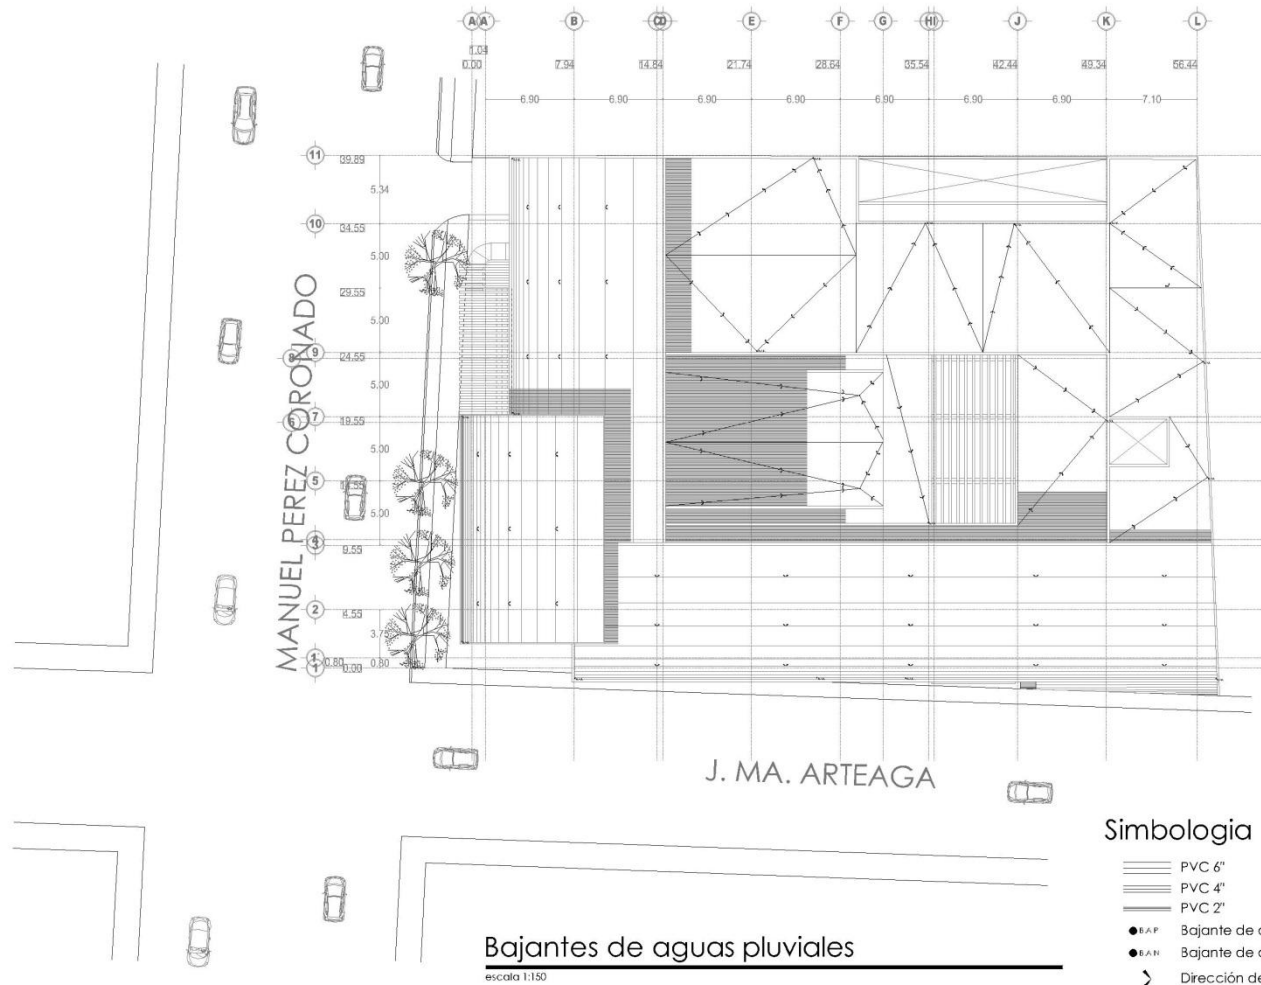 A A' B C D E F G H I J K L
1.04
0.00 7.94 14.84 21.74 28.64 35.54 42.44 49.34 56.44
6.90 6.90 6.90 6.90 6.90 6.90 6.90 7.10
11 39.89
5.34
10 34.55
5.00
29.55
5.00
9
8 24.55
5.00
7
6 19.55
5.00
5
5.00
4
3 9.55
2 4.55
3.75
1'
0.80 0.80
1 0.00
MANUEL PEREZ CORONADO
J. MA. ARTEAGA
Simbologia
PVC 6"
PVC 4"
PVC 2"
B.A.P Bajante de
B.A.N Bajante de
Dirección de
Bajantes de aguas pluviales
escala 1:150